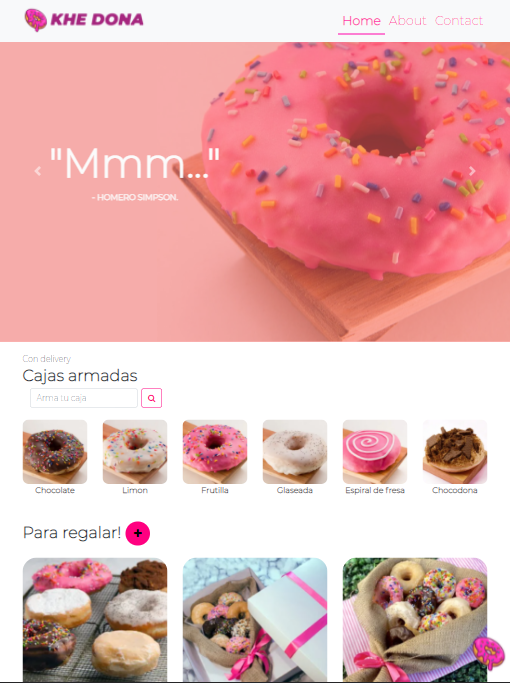 KHE DONA
Home About Contact
"Mmm..."
- HOMERO SIMPSON.
Con delivery
Cajas armadas
Arma tu caja
Chocolate Limon Frutilla Glaseada Espiral de fresa Chocodona
Para regalar! +